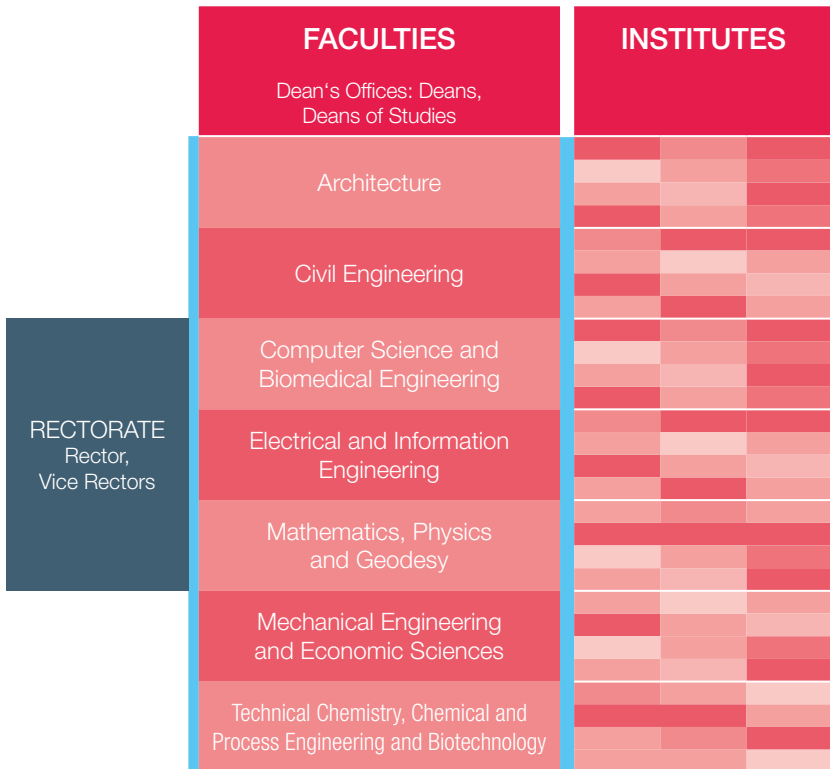 FACULTIES
Dean‘s Offices: Deans,
Deans of Studies
INSTITUTES
Architecture
Civil Engineering
Computer Science and
Biomedical Engineering
RECTORATE
Rector,
Vice Rectors
Electrical and Information
Engineering
Mathematics, Physics
and Geodesy
Mechanical Engineering
and Economic Sciences
Technical Chemistry, Chemical and
Process Engineering and Biotechnology